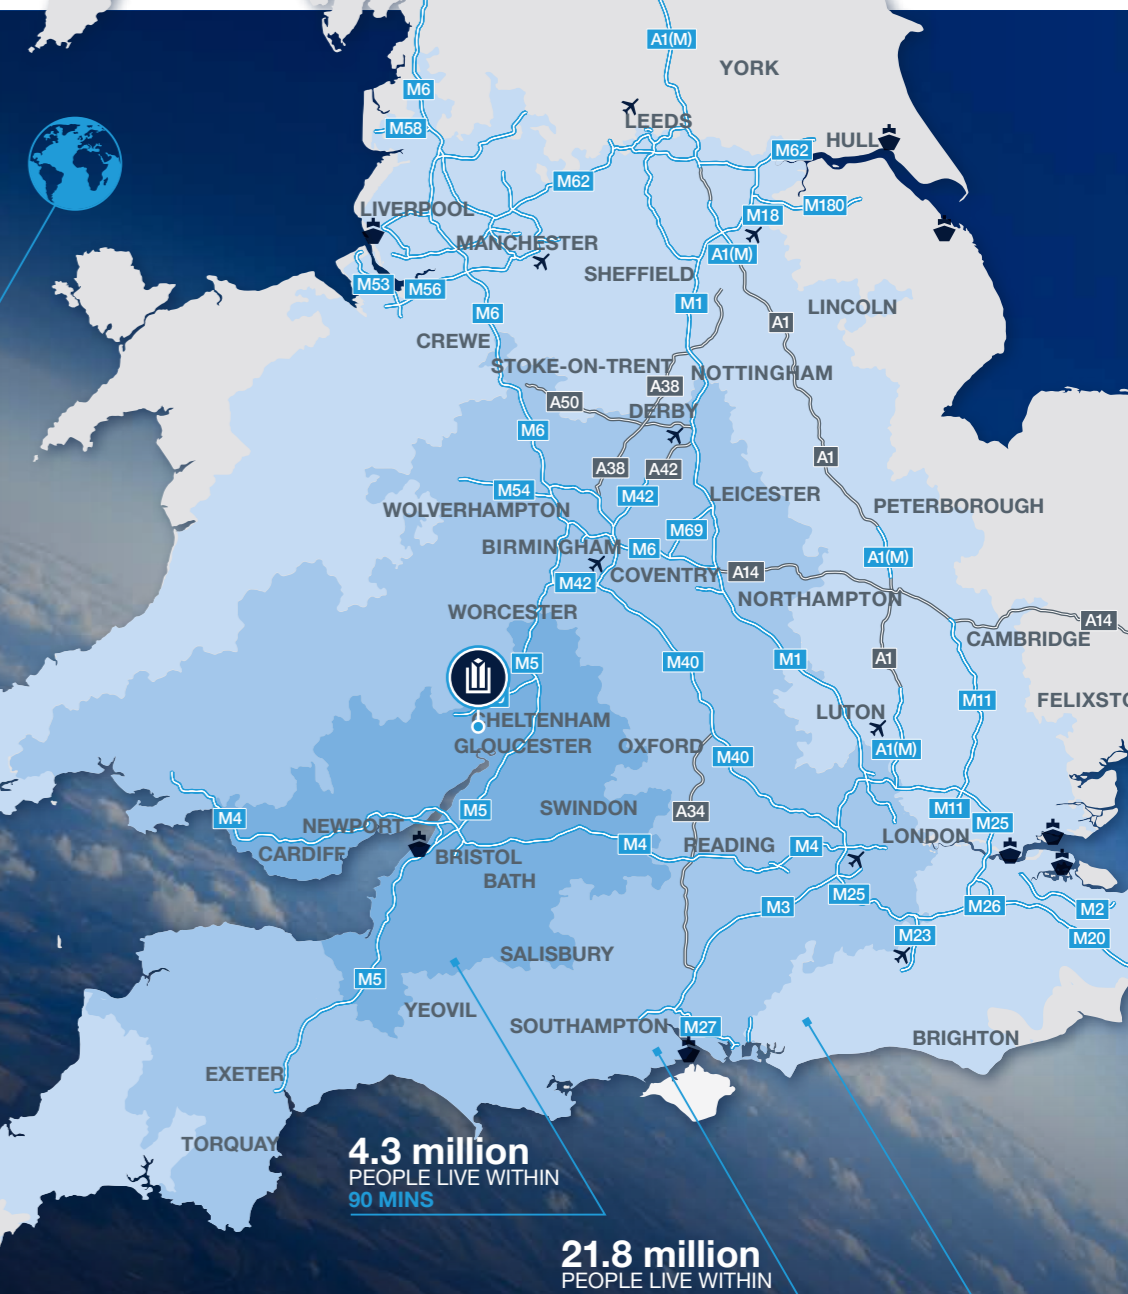 A1(M)
YORK
M6
LEEDS
M58
HULL
M62
M62
M180
LIVERPOOL
M18
MANCHESTER
A1(M)
SHEFFIELD
M53
M56
M1
LINCOLN
M6
A1
CREWE
STOKE-ON-TRENT
NOTTINGHAM
A38
A50
DERBY
M6
A1
A38
A42
M54
M42
LEICESTER
WOLVERHAMPTON
PETERBOROUGH
M69
BIRMINGHAM
M6
A1(M)
M42
COVENTRY
A14
NORTHAMPTON
WORCESTER
A14
CAMBRIDGE
M5
M40
M1
A1
M11
FELIXSTO
CHELTENHAM
LUTON
GLOUCESTER
OXFORD
A1(M)
M40
M4
M5
SWINDON
A34
M11
M25
NEWPORT
LONDON
CARDIFF
BRISTOL
M4
READING
M4
BATH
M25
M3
M26
M2
M23
M20
SALISBURY
M5
YEOVIL
SOUTHAMPTON
M27
BRIGHTON
EXETER
TORQUAY
4.3 million
PEOPLE LIVE WITHIN
90 MINS
21.8 million
PEOPLE LIVE WITHIN